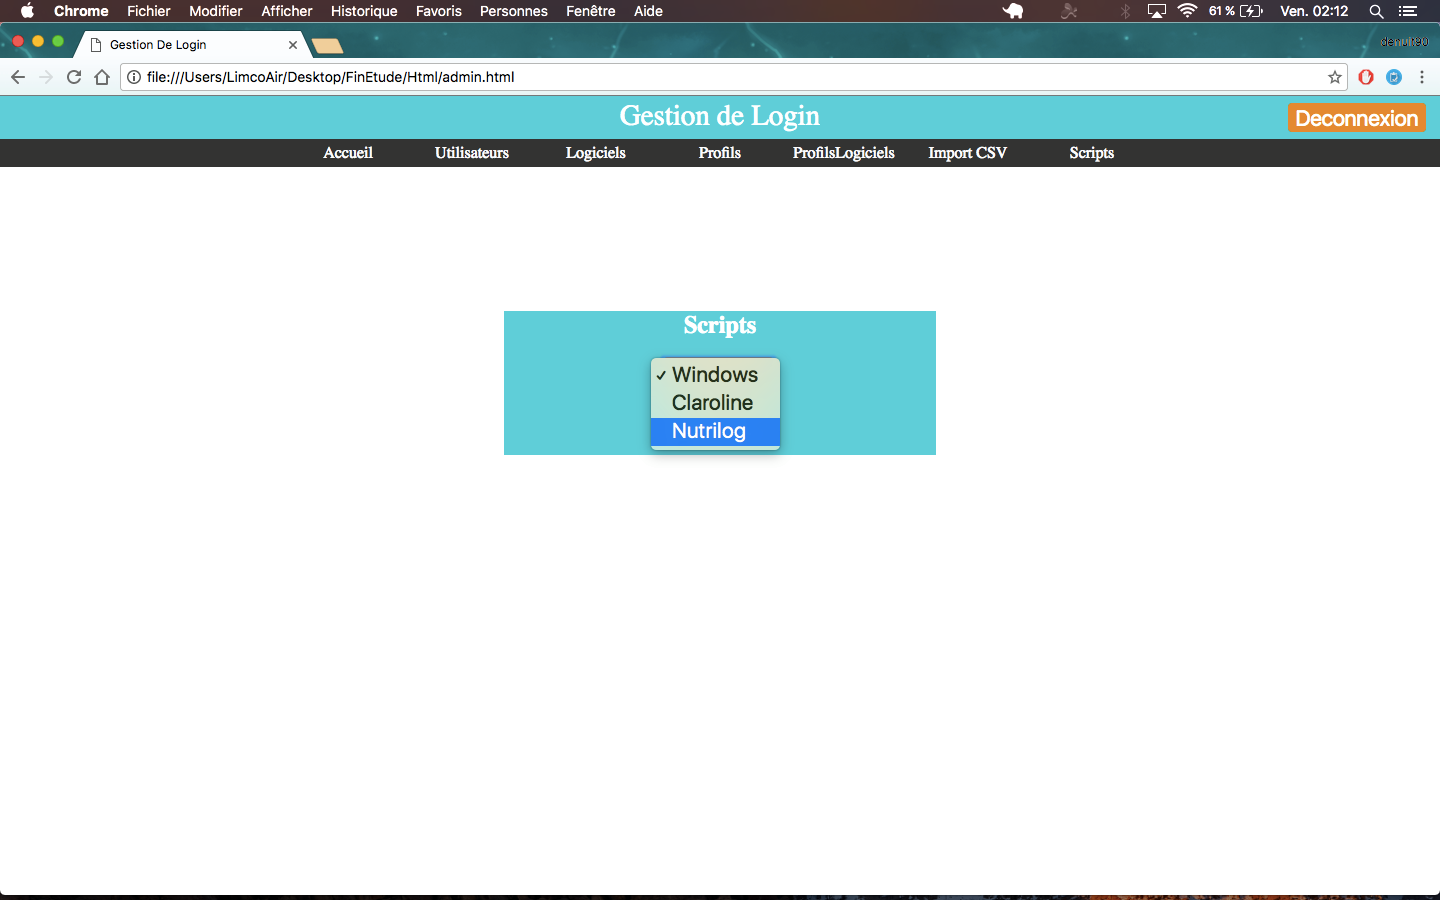 Chrome Fichier Modifier Afficher Historique Favoris Personnes Fenêtre Aide 61 % Ven. 02:12
Gestion De Login
file:///Users/LimcoAir/Desktop/FinEtude/Html/admin.html
Gestion de Login Deconnexion
Accueil Utilisateurs Logiciels Profils ProfilsLogiciels Import CSV Scripts
Scripts
✓ Windows
Claroline
Nutrilog